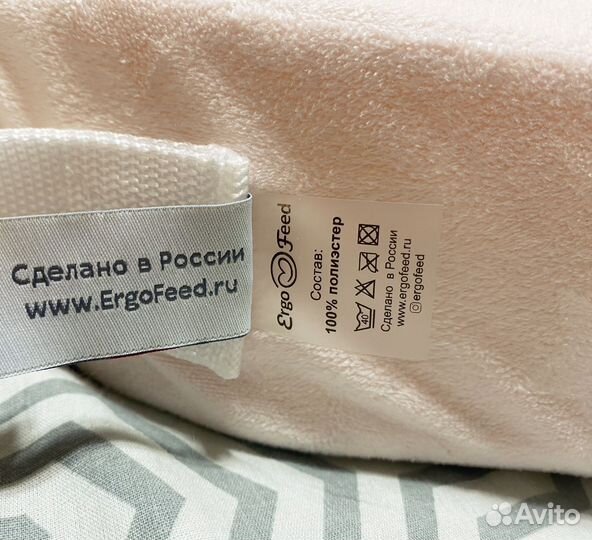 Сделано в России
www.ErgoFeed.ru
Ergo Feed
Состав:
100% полиэстер
40
Сделано в России
www.ergofeed.ru
ergofeed
Avito